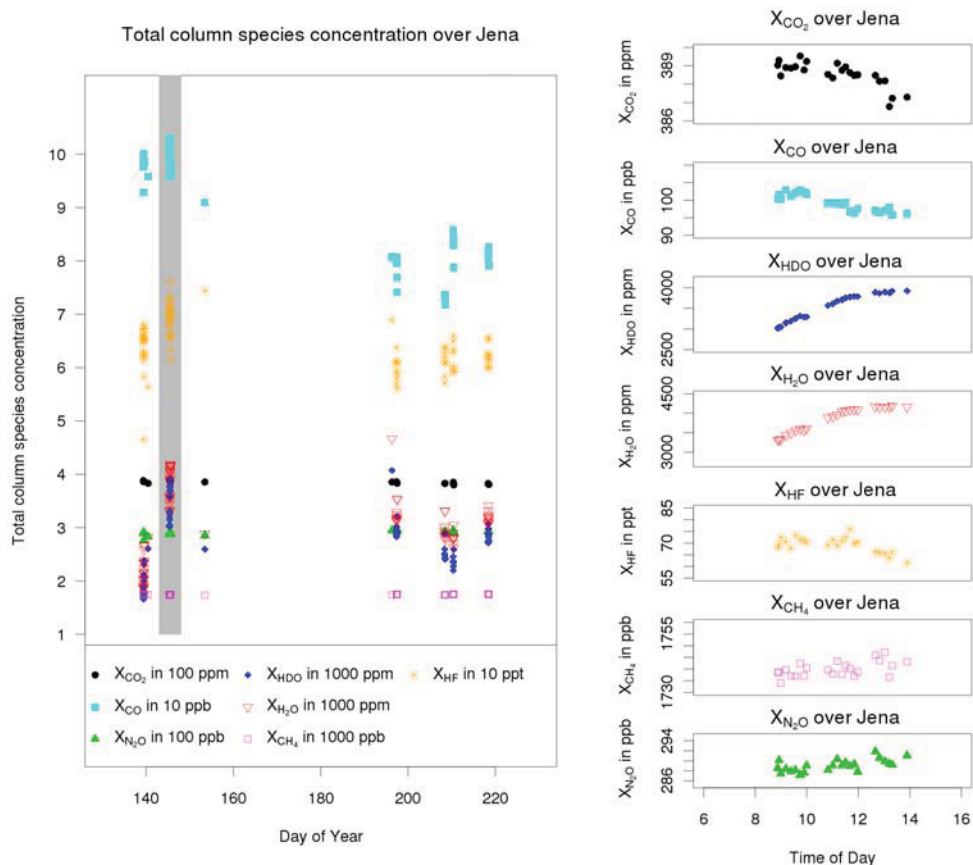 Total column species concentration over Jena
Total column species concentration
10
9
8
7
6
5
4
3
2
1
X_CO₂ in 100 ppm
X_HDO in 1000 ppm
X_HF in 10 ppt
X_CO in 10 ppb
X_H₂O in 1000 ppm
X_N₂O in 100 ppb
X_CH₄ in 1000 ppb
140
160
180
200
220
Day of Year
X_CO₂ over Jena
X_CO₂ in ppm
389
386
X_CO over Jena
X_CO in ppb
100
90
X_HDO over Jena
X_HDO in ppm
4000
2500
X_H₂O over Jena
X_H₂O in ppm
4500
3000
X_HF over Jena
X_HF in ppt
85
70
55
X_CH₄ over Jena
X_CH₄ in ppb
1755
1730
X_N₂O over Jena
X_N₂O in ppb
294
286
6
8
10
12
14
16
Time of Day